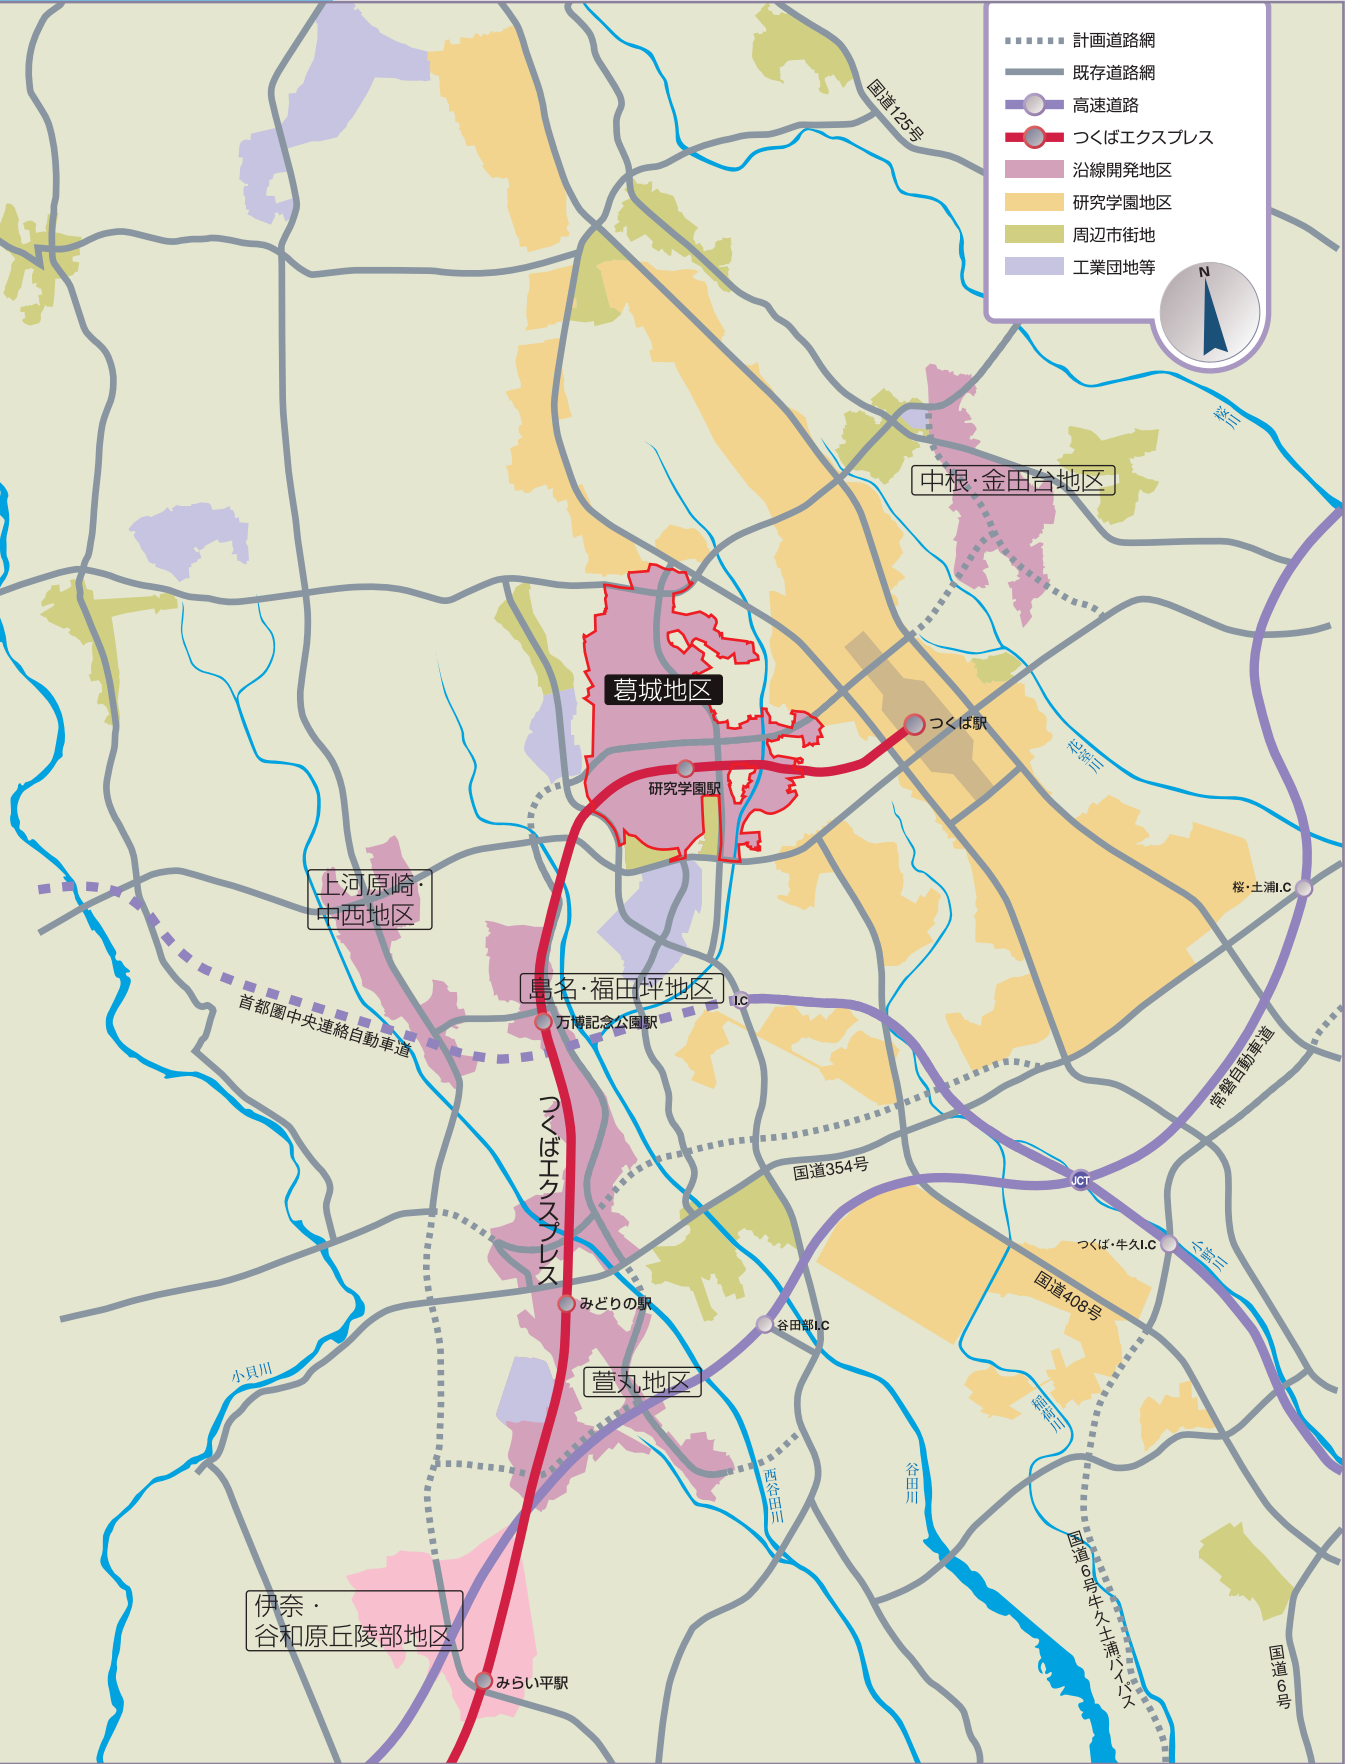 計画道路網
既存道路網
高速道路
つくばエクスプレス
沿線開発地区
研究学園地区
周辺市街地
工業団地等
N
国道125号
桜川
中根・金田台地区
葛城地区
つくば駅
研究学園駅
花室川
桜・土浦I.C
上河原崎・
中西地区
島名・福田坪地区
I.C
万博記念公園駅
首都圏中央連絡自動車道
常磐自動車道
つくばエクスプレス
国道354号
JCT
つくば・牛久I.C
小野川
国道408号
みどりの駅
谷田部I.C
小貝川
萱丸地区
稲荷川
西谷田川
谷田川
国道6号牛久土浦バイパス
伊奈・
谷和原丘陵部地区
みらい平駅
国道6号